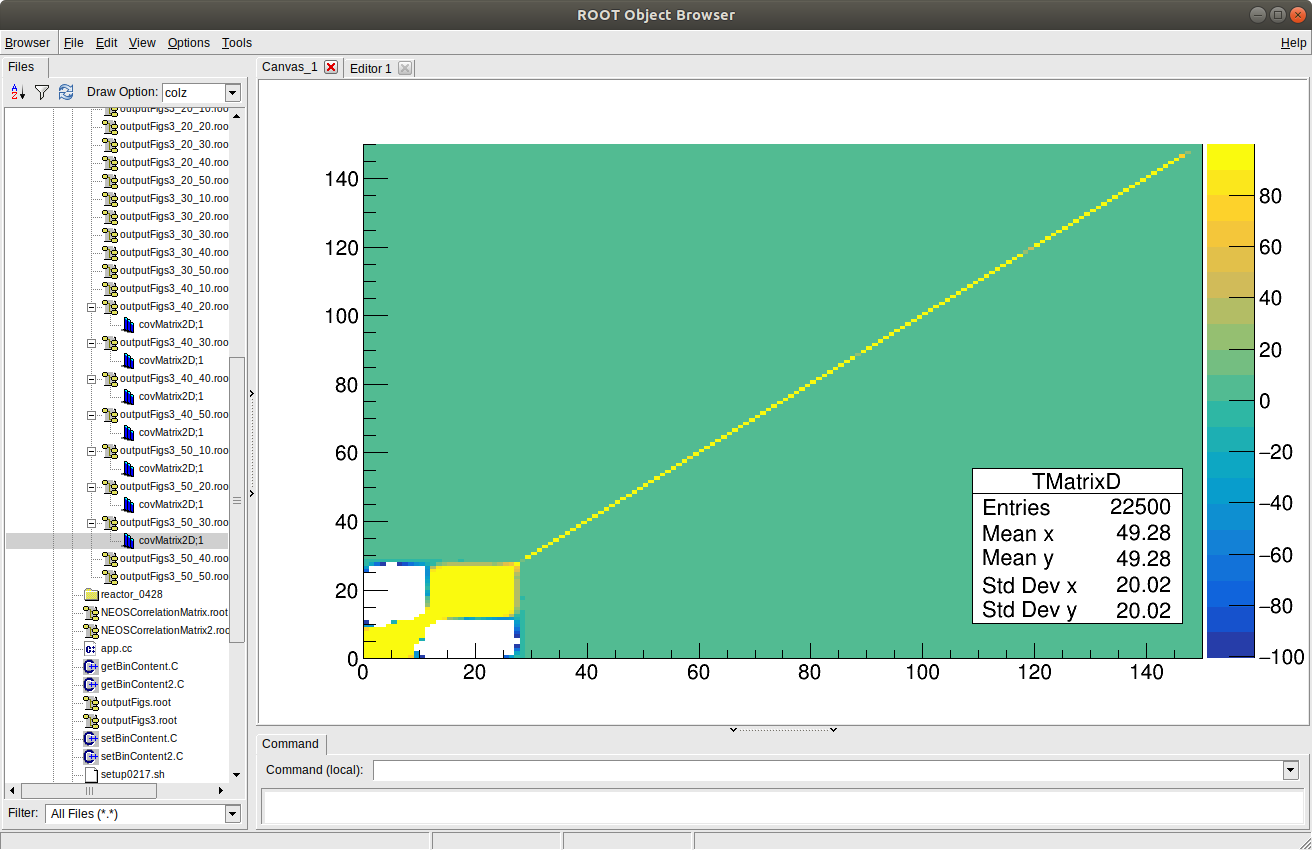 ROOT Object Browser
Browser File Edit View Options Tools Help
Files
Canvas_1 Editor 1
Draw Option: colz
outputFigs3_20_10.roo
outputFigs3_20_20.roo
outputFigs3_20_30.roo
outputFigs3_20_40.roo
outputFigs3_20_50.roo
outputFigs3_30_10.roo
outputFigs3_30_20.roo
outputFigs3_30_30.roo
outputFigs3_30_40.roo
outputFigs3_30_50.roo
outputFigs3_40_10.roo
outputFigs3_40_20.roo
covMatrix2D;1
outputFigs3_40_30.roo
covMatrix2D;1
outputFigs3_40_40.roo
covMatrix2D;1
outputFigs3_40_50.roo
covMatrix2D;1
outputFigs3_50_10.roo
covMatrix2D;1
outputFigs3_50_20.roo
covMatrix2D;1
outputFigs3_50_30.roo
covMatrix2D;1
outputFigs3_50_40.roo
outputFigs3_50_50.roo
reactor_0428
NEOSCorrelationMatrix.root
NEOSCorrelationMatrix2.roo
app.cc
getBinContent.C
getBinContent2.C
outputFigs.root
outputFigs3.root
setBinContent.C
setBinContent2.C
setup0217.sh
Filter: All Files (*.*)
140
120
100
80
60
40
20
0
0 20 40 60 80 100 120 140
80
60
40
20
0
−20
−40
−60
−80
−100
TMatrixD
Entries 22500
Mean x 49.28
Mean y 49.28
Std Dev x 20.02
Std Dev y 20.02
Command
Command (local):